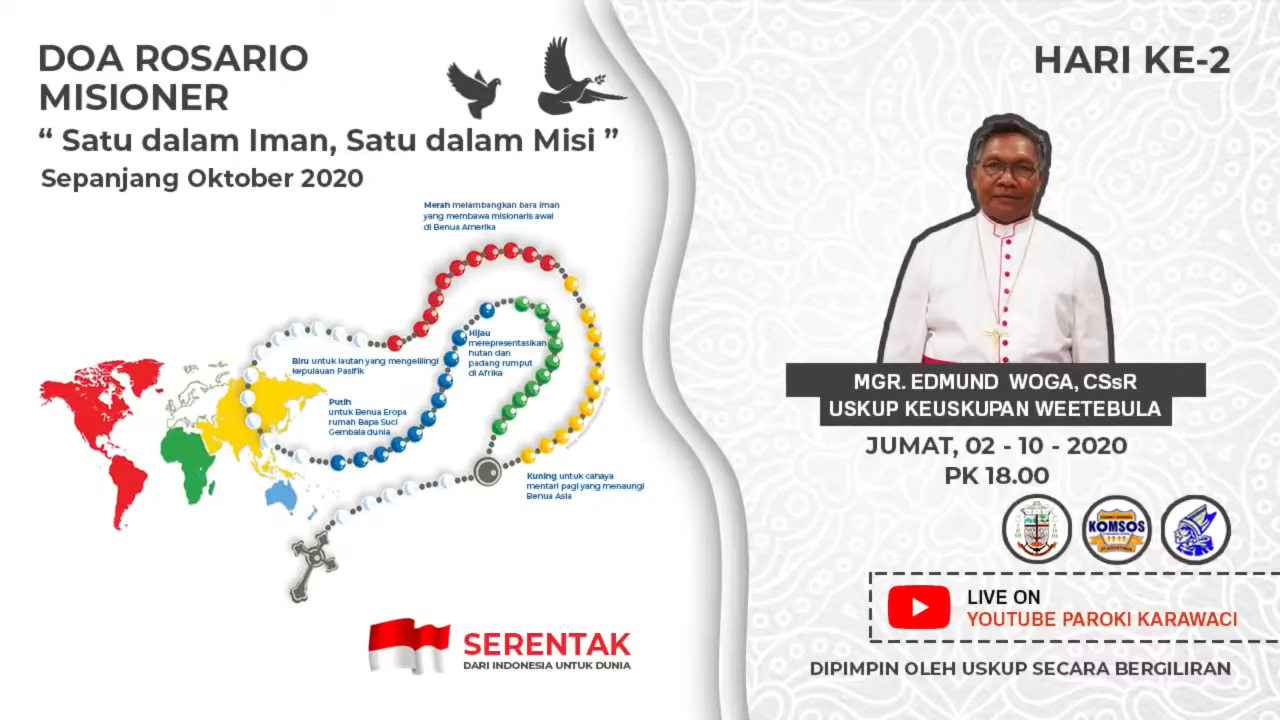 DOA ROSARIO
MISIONER
“ Satu dalam Iman, Satu dalam Misi ”
Sepanjang Oktober 2020
Merah melambangkan bara iman
yang membawa misionaris awal
di Benua Amerika
Hijau
merepresentasikan
hutan dan
padang rumput
di Afrika
Biru untuk lautan yang mengelilingi
kepulauan Pasifik
Putih
untuk Benua Eropa
rumah Bapa Suci
Gembala dunia
Kuning untuk cahaya
mentari pagi yang menaungi
Benua Asia
SERENTAK
DARI INDONESIA UNTUK DUNIA
HARI KE-2
MGR. EDMUND WOGA, CSsR
USKUP KEUSKUPAN WEETEBULA
JUMAT, 02 - 10 - 2020
PK 18.00
KOMSOS
LIVE ON
YOUTUBE PAROKI KARAWACI
DIPIMPIN OLEH USKUP SECARA BERGILIRAN